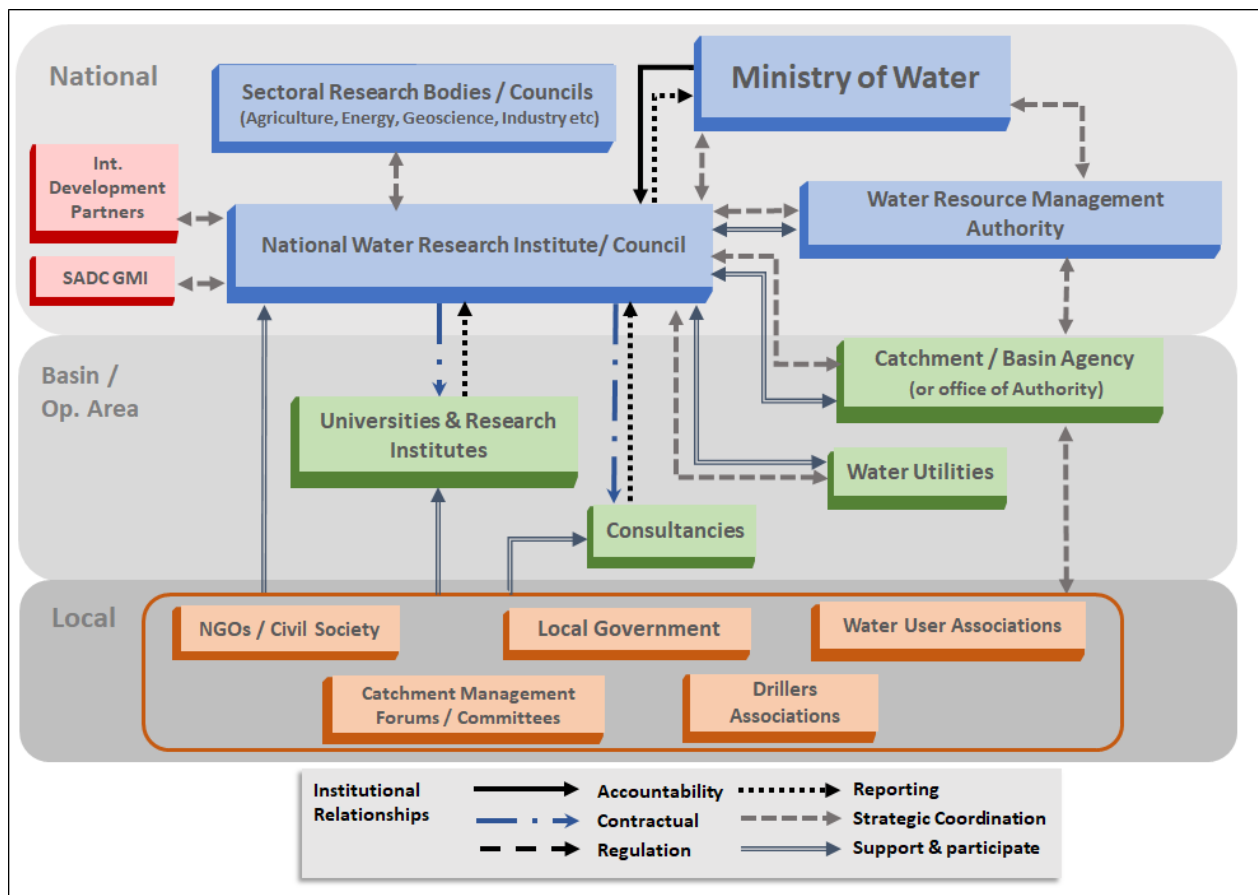 National
Sectoral Research Bodies / Councils
(Agriculture, Energy, Geoscience, Industry etc)
Ministry of Water
Int.
Development
Partners
Water Resource Management
Authority
National Water Research Institute/ Council
SADC GMI
Basin /
Op. Area
Catchment / Basin Agency
(or office of Authority)
Universities & Research
Institutes
Water Utilities
Consultancies
Local
NGOs / Civil Society
Local Government
Water User Associations
Catchment Management
Forums / Committees
Drillers
Associations
Institutional
Relationships
Accountability
Contractual
Regulation
Reporting
Strategic Coordination
Support & participate